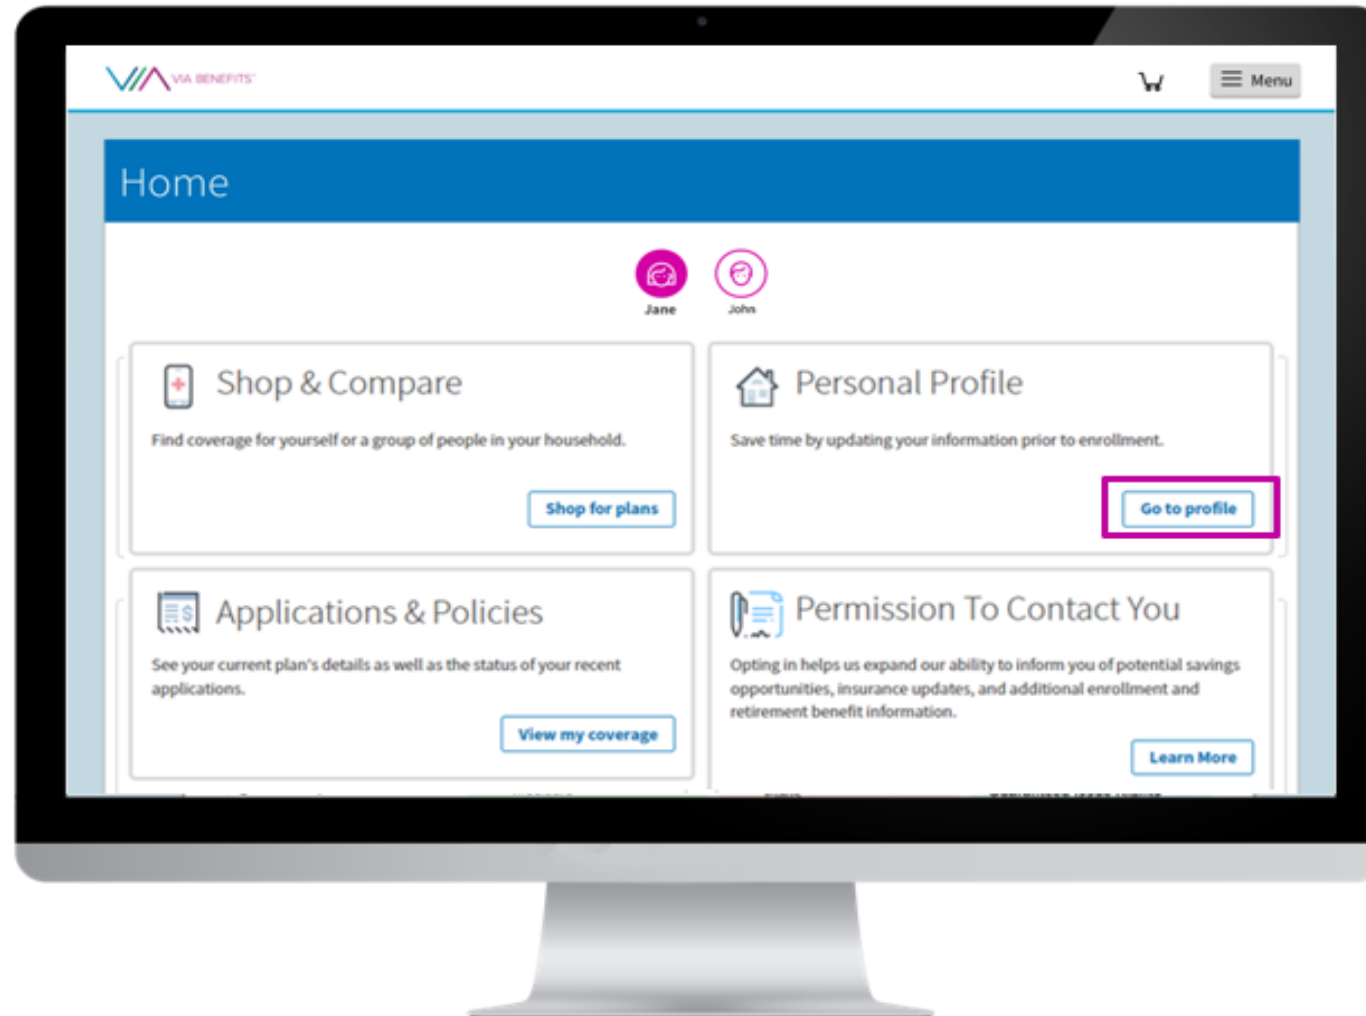 VIA BENEFITS™
Menu
Home
Jane
John
Shop & Compare
Find coverage for yourself or a group of people in your household.
Shop for plans
Personal Profile
Save time by updating your information prior to enrollment.
Go to profile
Applications & Policies
See your current plan's details as well as the status of your recent
applications.
View my coverage
Permission To Contact You
Opting in helps us expand our ability to inform you of potential savings
opportunities, insurance updates, and additional enrollment and
retirement benefit information.
Learn More